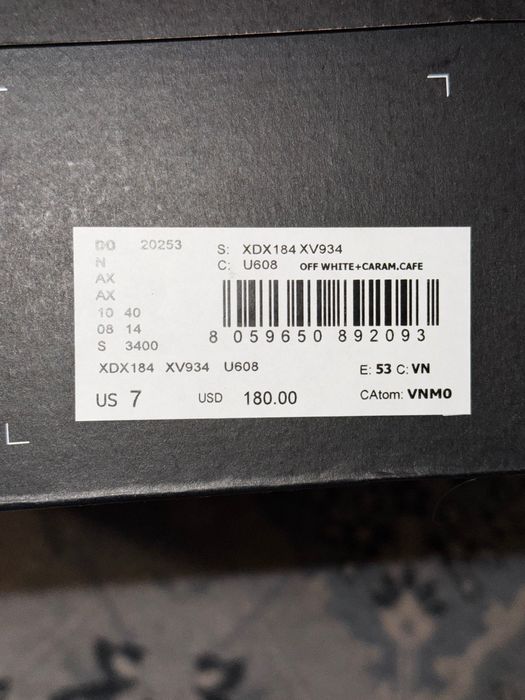 DO 20253
N
AX
AX
10 40
08 14
S 3400
S: XDX184 XV934
C: U608 OFF WHITE+CARAM.CAFE
8 059650 892093
XDX184 XV934 U608
E: 53 C: VN
US 7 USD 180.00
CAtom: VNM0